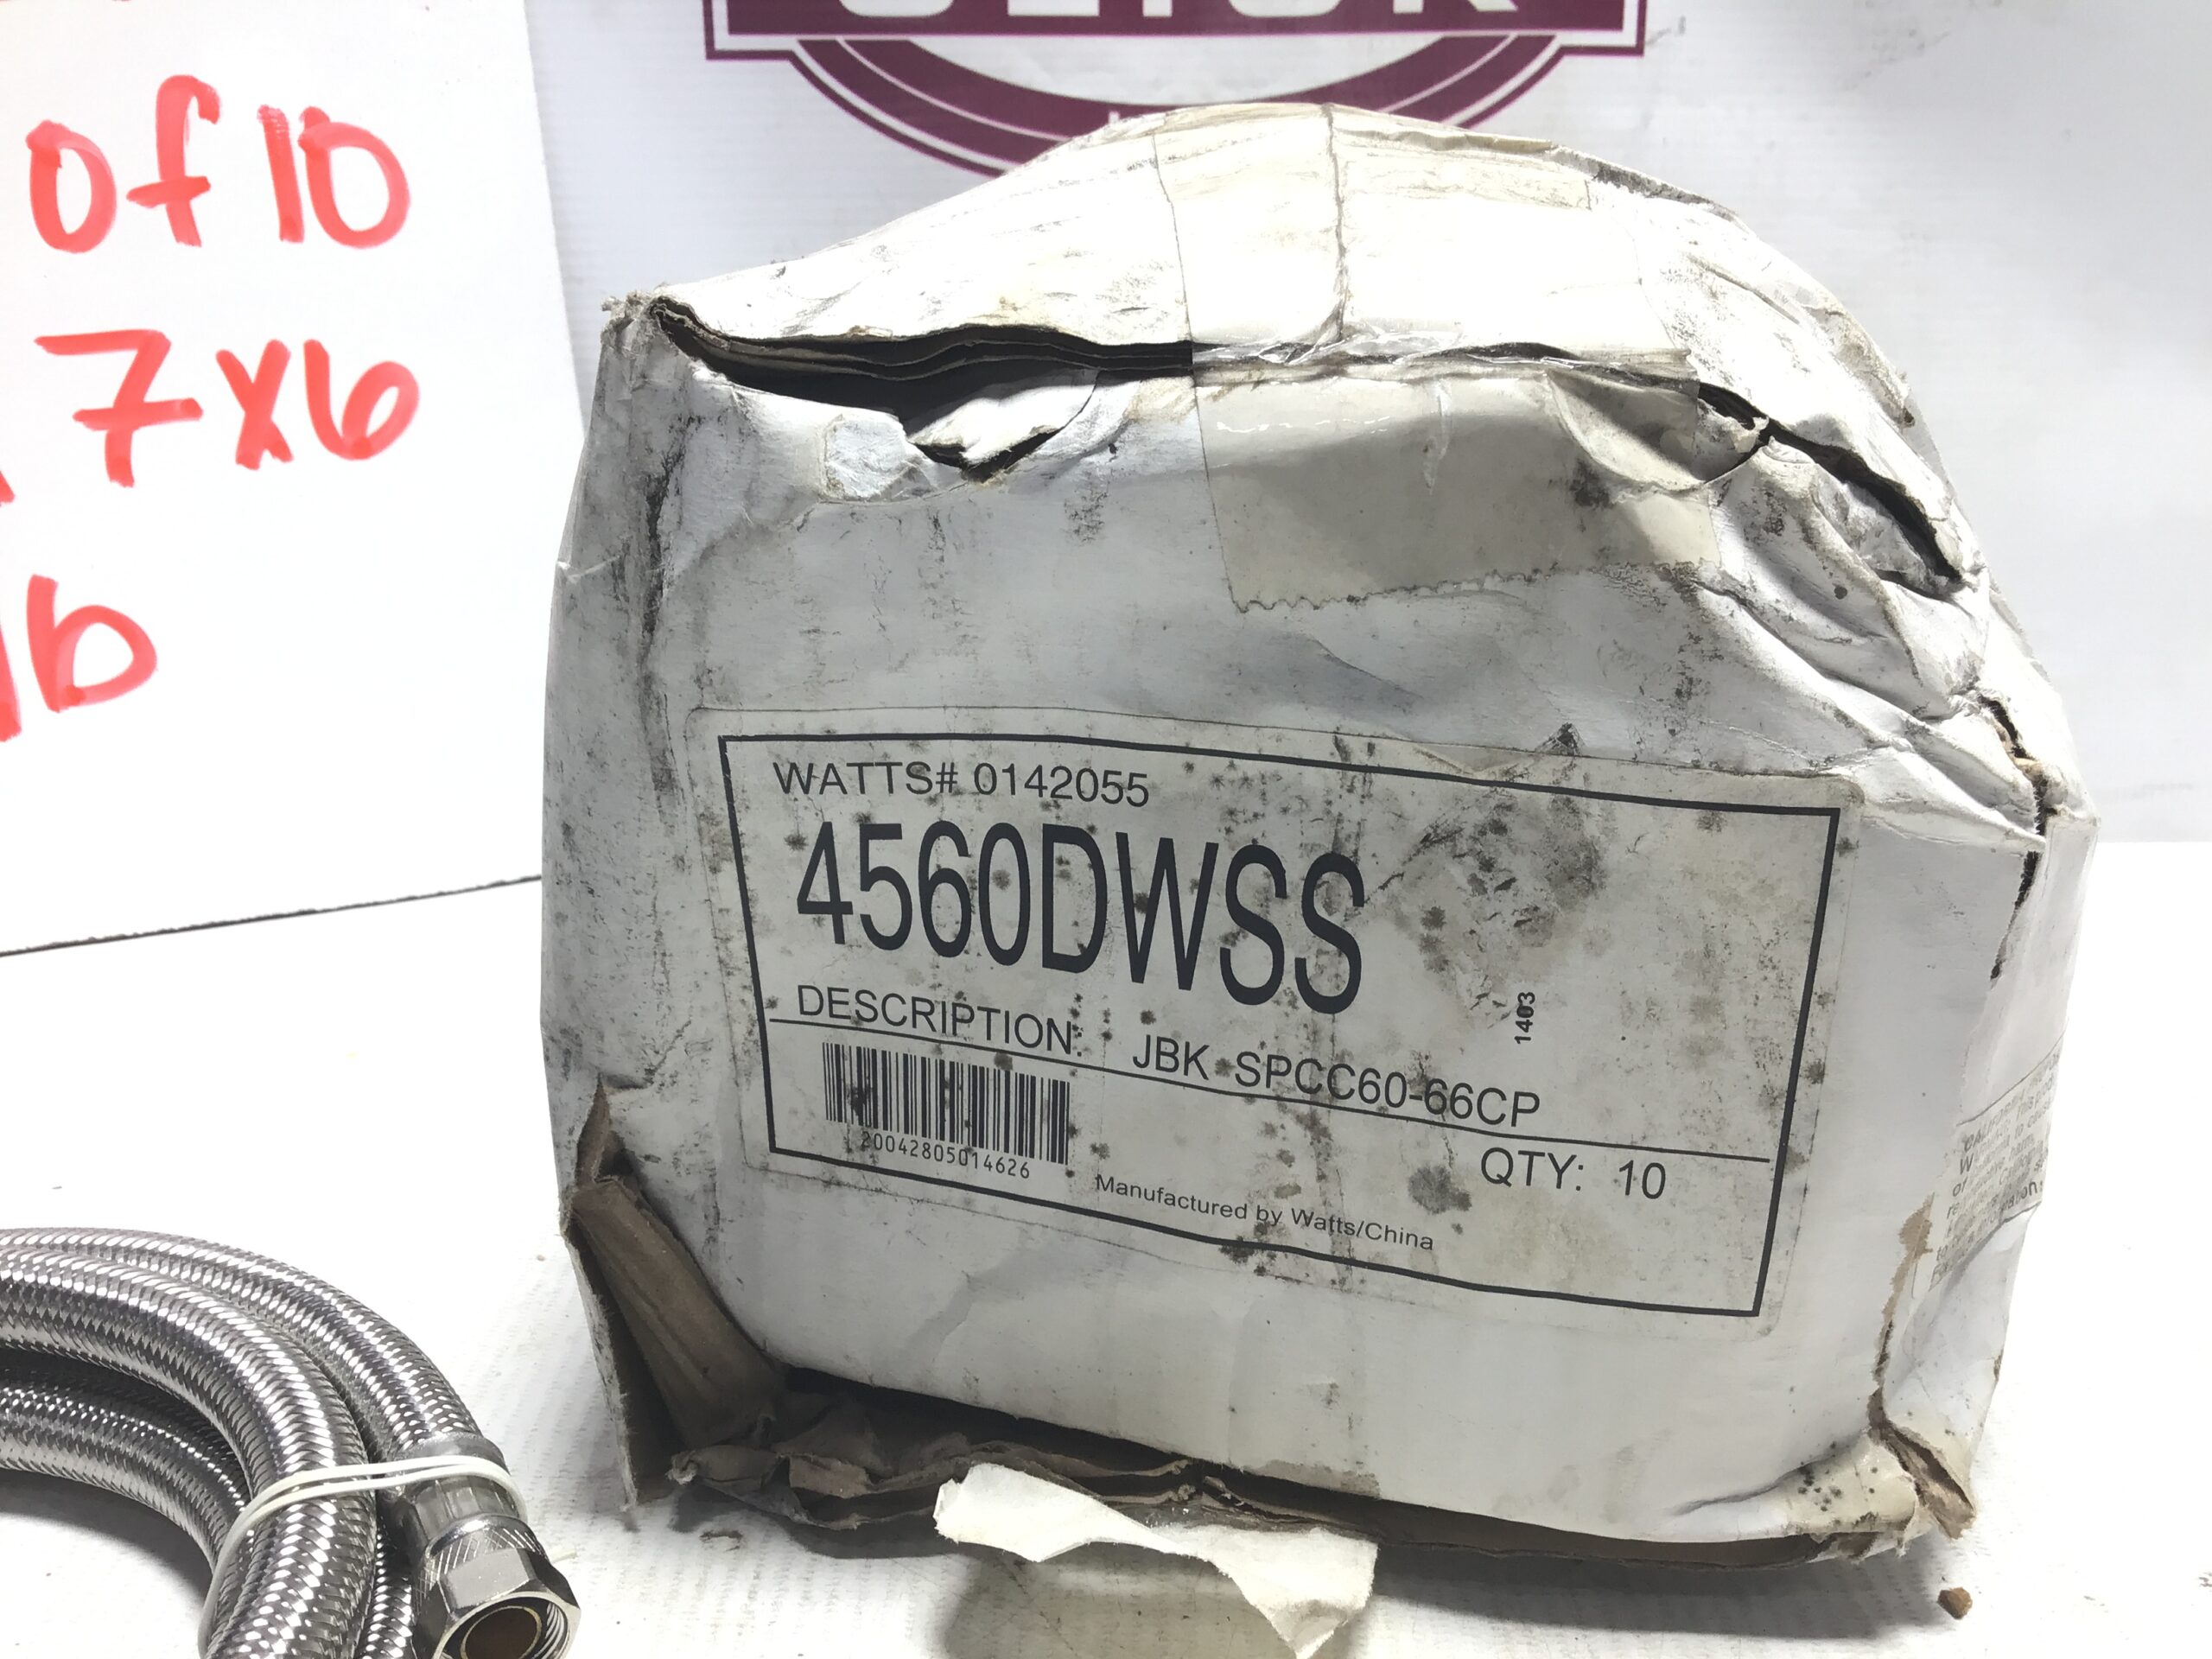 of 10
7x6
WATTS# 0142055
4560DWSS
DESCRIPTION: JBK SPCC60-66CP
1403
20042805014626
QTY: 10
Manufactured by Watts/China